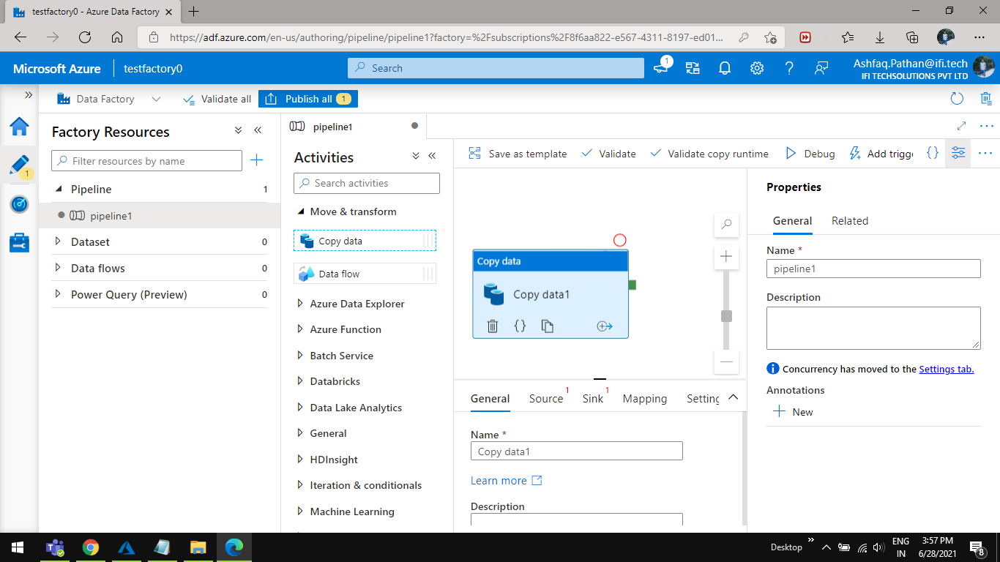 testfactory0 - Azure Data Factory
https://adf.azure.com/en-us/authoring/pipeline/pipeline1?factory=%2Fsubscriptions%2F8f6aa822-e567-4311-8197-ed01...
Microsoft Azure
testfactory0
Search
1
Ashfaq.Pathan@ifi.tech
IFI TECHSOLUTIONS PVT LTD
Data Factory
Validate all
Publish all 1
1
Factory Resources
Filter resources by name
Pipeline 1
pipeline1
Dataset 0
Data flows 0
Power Query (Preview) 0
pipeline1
Activities
Search activities
Move & transform
Copy data
Data flow
Azure Data Explorer
Azure Function
Batch Service
Databricks
Data Lake Analytics
General
HDInsight
Iteration & conditionals
Machine Learning
Save as template
Validate
Validate copy runtime
Debug
Add trigge
{}
Copy data
Copy data1
{}
General
Source 1
Sink 1
Mapping
Setting
Name *
Copy data1
Learn more
Description
Properties
General
Related
Name *
pipeline1
Description
Concurrency has moved to the Settings tab.
Annotations
New
Desktop
ENG
IN
3:57 PM
6/28/2021
8